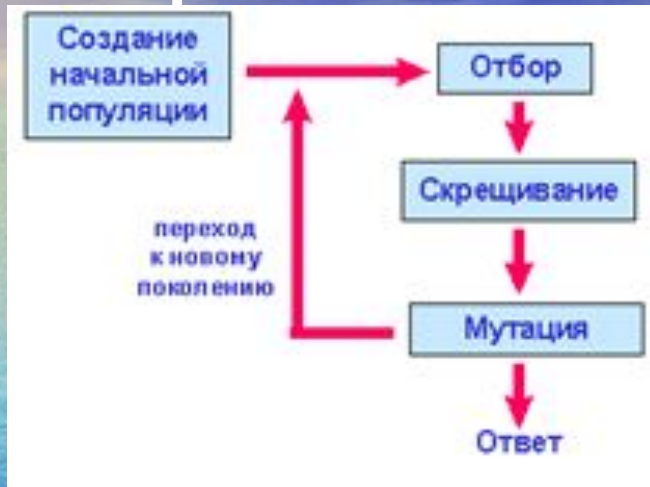 Создание
начальной
популяции
Отбор
Скрещивание
переход
к новому
поколению
Мутация
Ответ